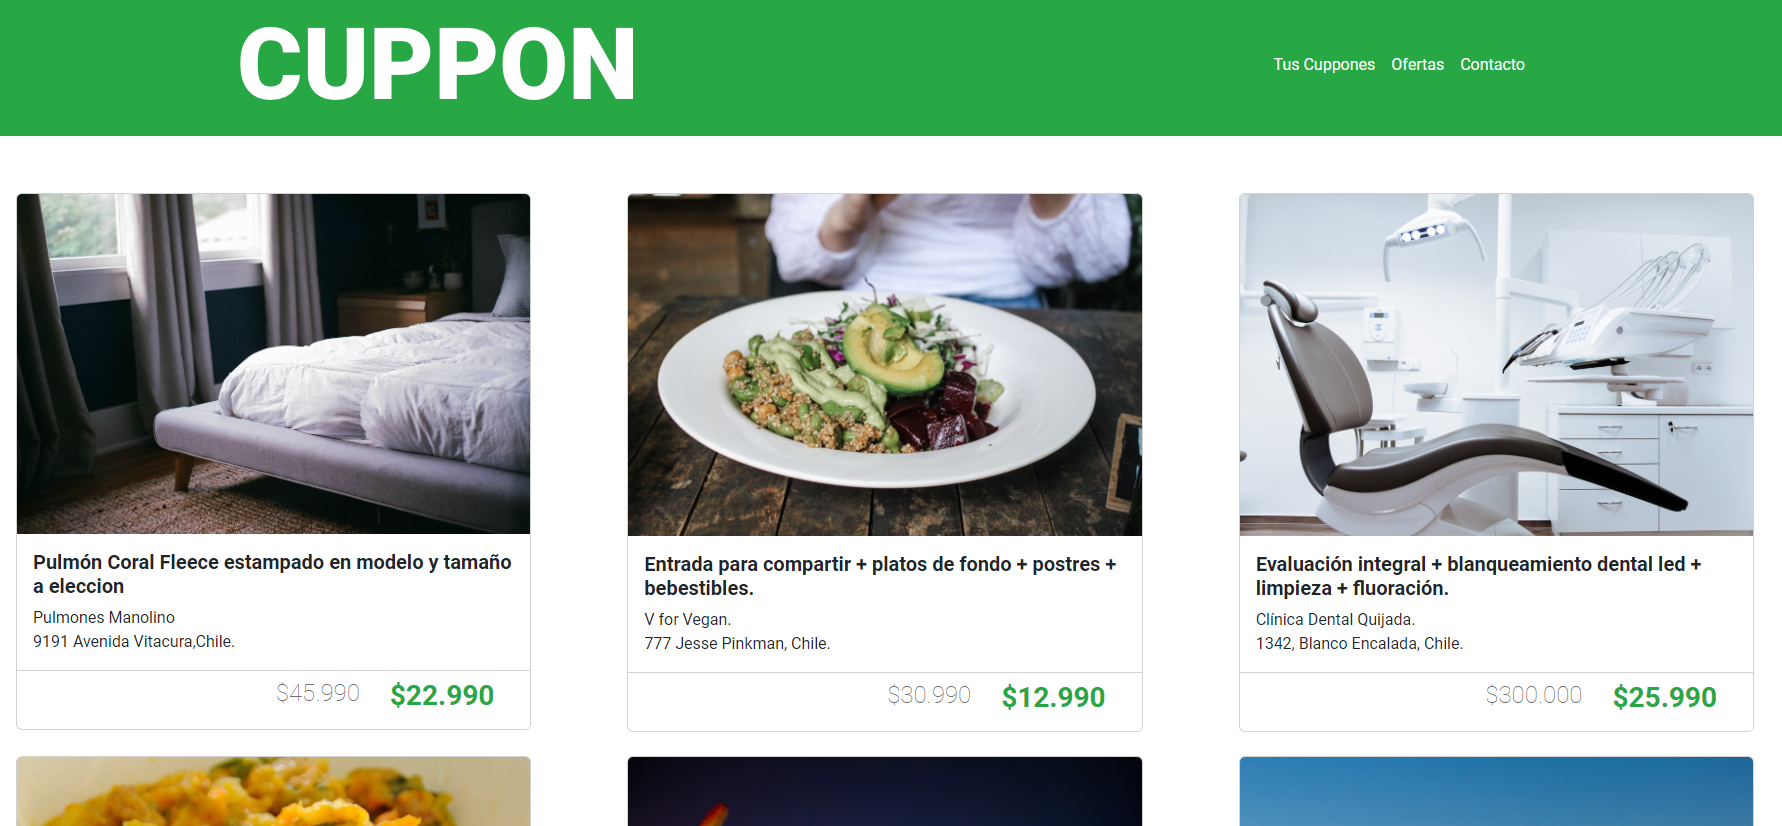 CUPPON
Tus Cuppones Ofertas Contacto
Pulmón Coral Fleece estampado en modelo y tamaño
a eleccion
Pulmones Manolino
9191 Avenida Vitacura,Chile.
$45.990 $22.990
Entrada para compartir + platos de fondo + postres +
bebestibles.
V for Vegan.
777 Jesse Pinkman, Chile.
$30.990 $12.990
Evaluación integral + blanqueamiento dental led +
limpieza + fluoración.
Clínica Dental Quijada.
1342, Blanco Encalada, Chile.
$300.000 $25.990